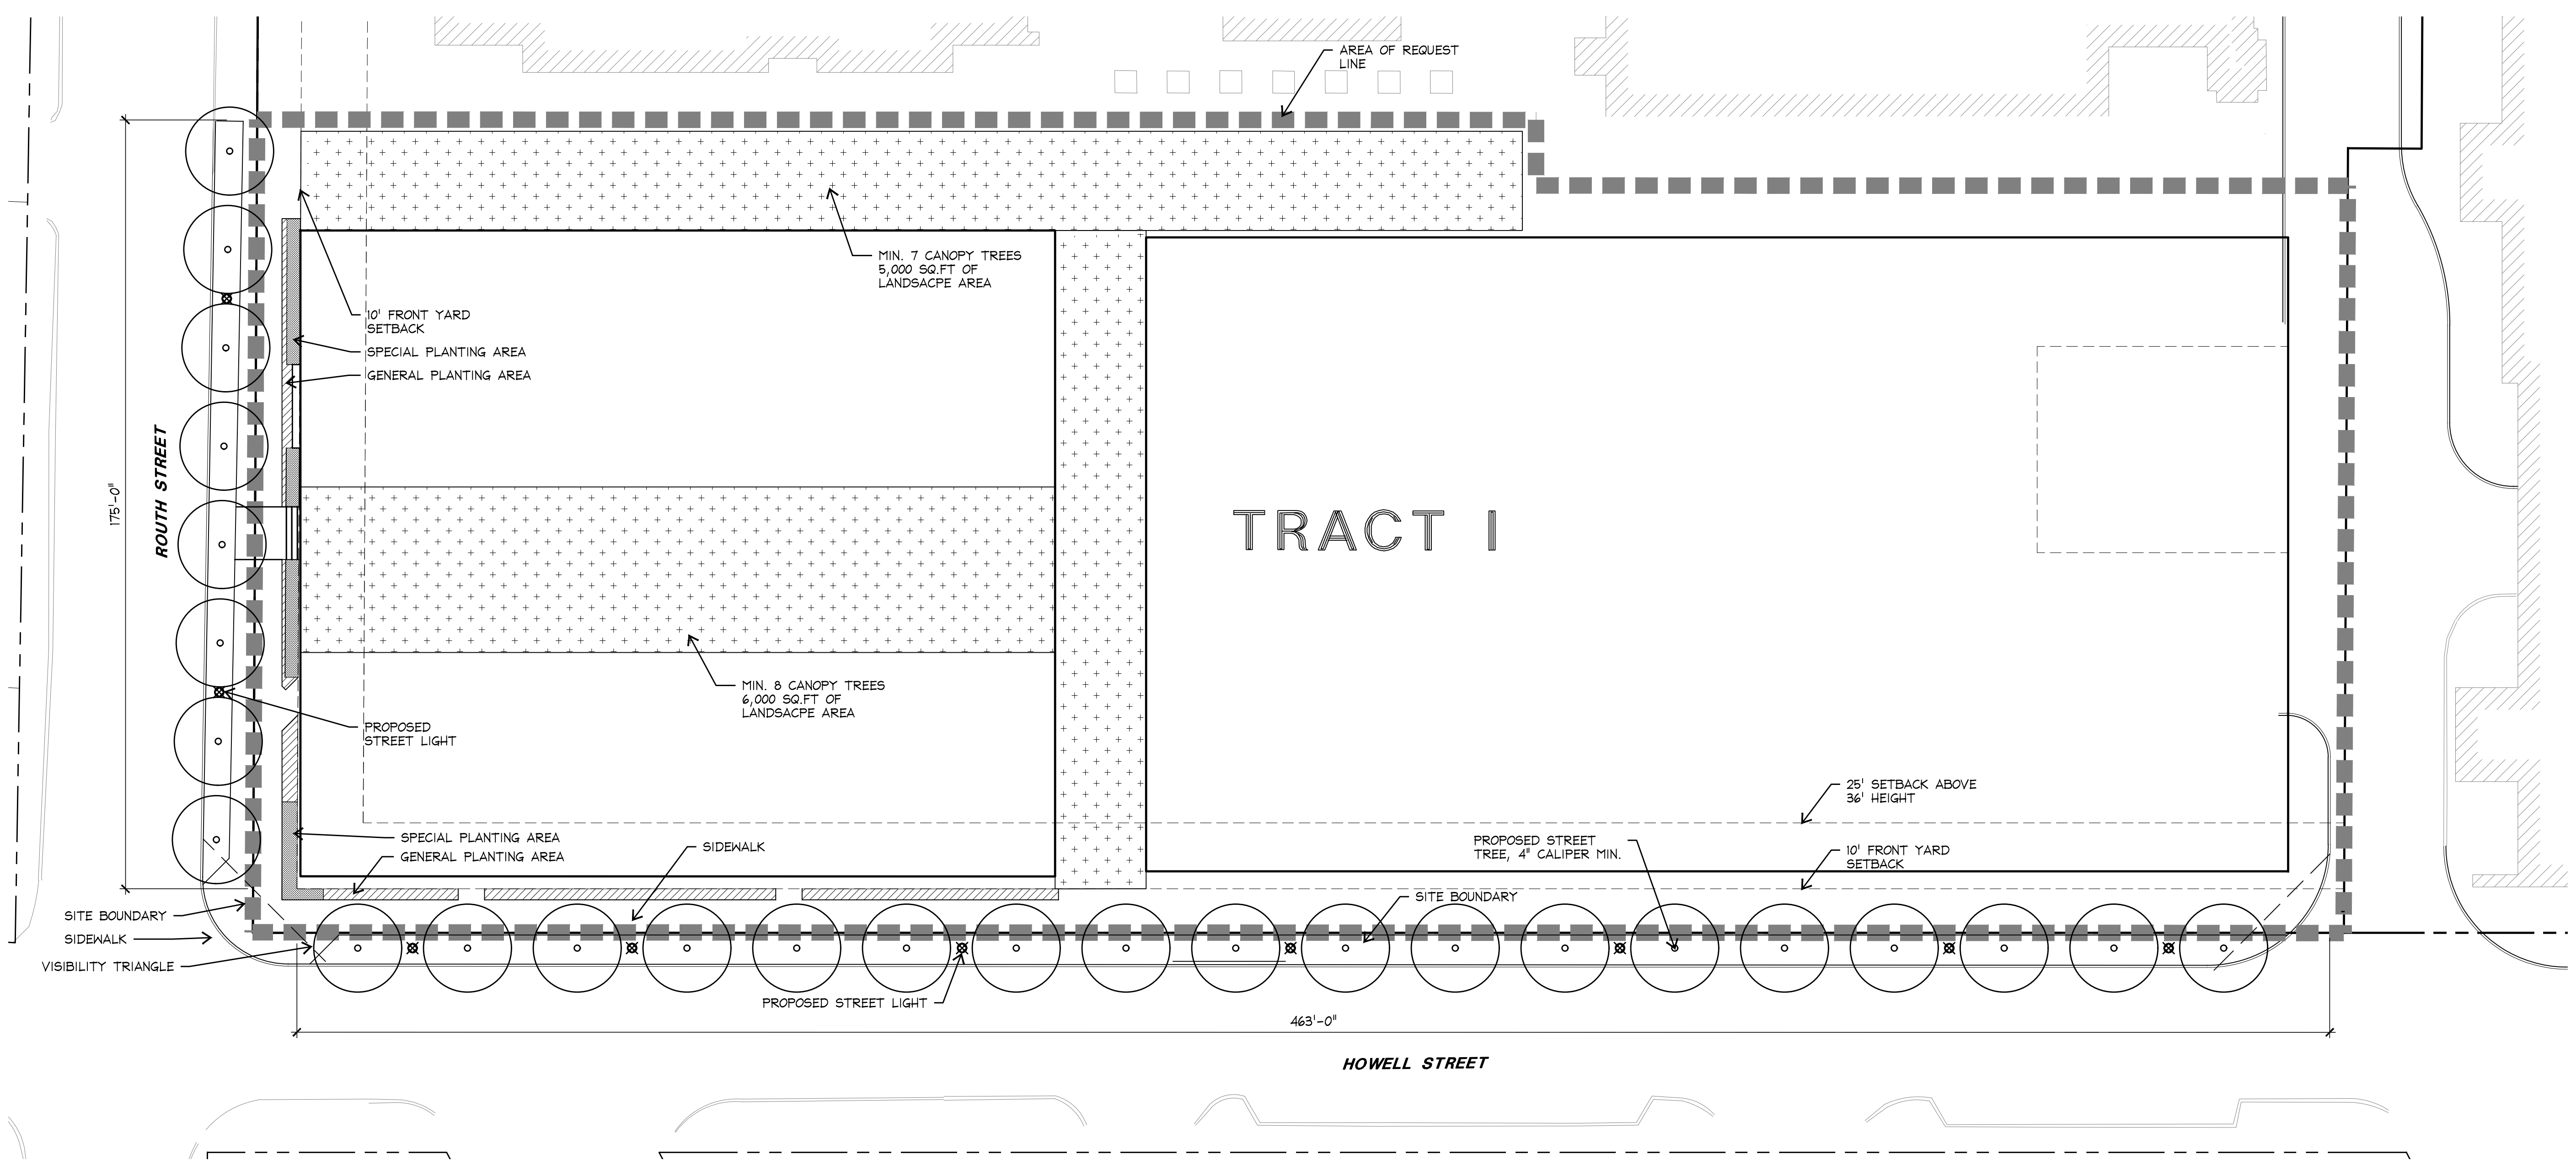 AREA OF REQUEST
LINE
MIN. 7 CANOPY TREES
5,000 SQ.FT OF
LANDSACPE AREA
10' FRONT YARD
SETBACK
SPECIAL PLANTING AREA
GENERAL PLANTING AREA
ROUTH STREET
175'-0"
TRACT I
MIN. 8 CANOPY TREES
6,000 SQ.FT OF
LANDSACPE AREA
PROPOSED
STREET LIGHT
25' SETBACK ABOVE
36' HEIGHT
SPECIAL PLANTING AREA
GENERAL PLANTING AREA
SIDEWALK
PROPOSED STREET
TREE, 4" CALIPER MIN.
10' FRONT YARD
SETBACK
SITE BOUNDARY
SITE BOUNDARY
SIDEWALK
VISIBILITY TRIANGLE
PROPOSED STREET LIGHT
463'-0"
HOWELL STREET